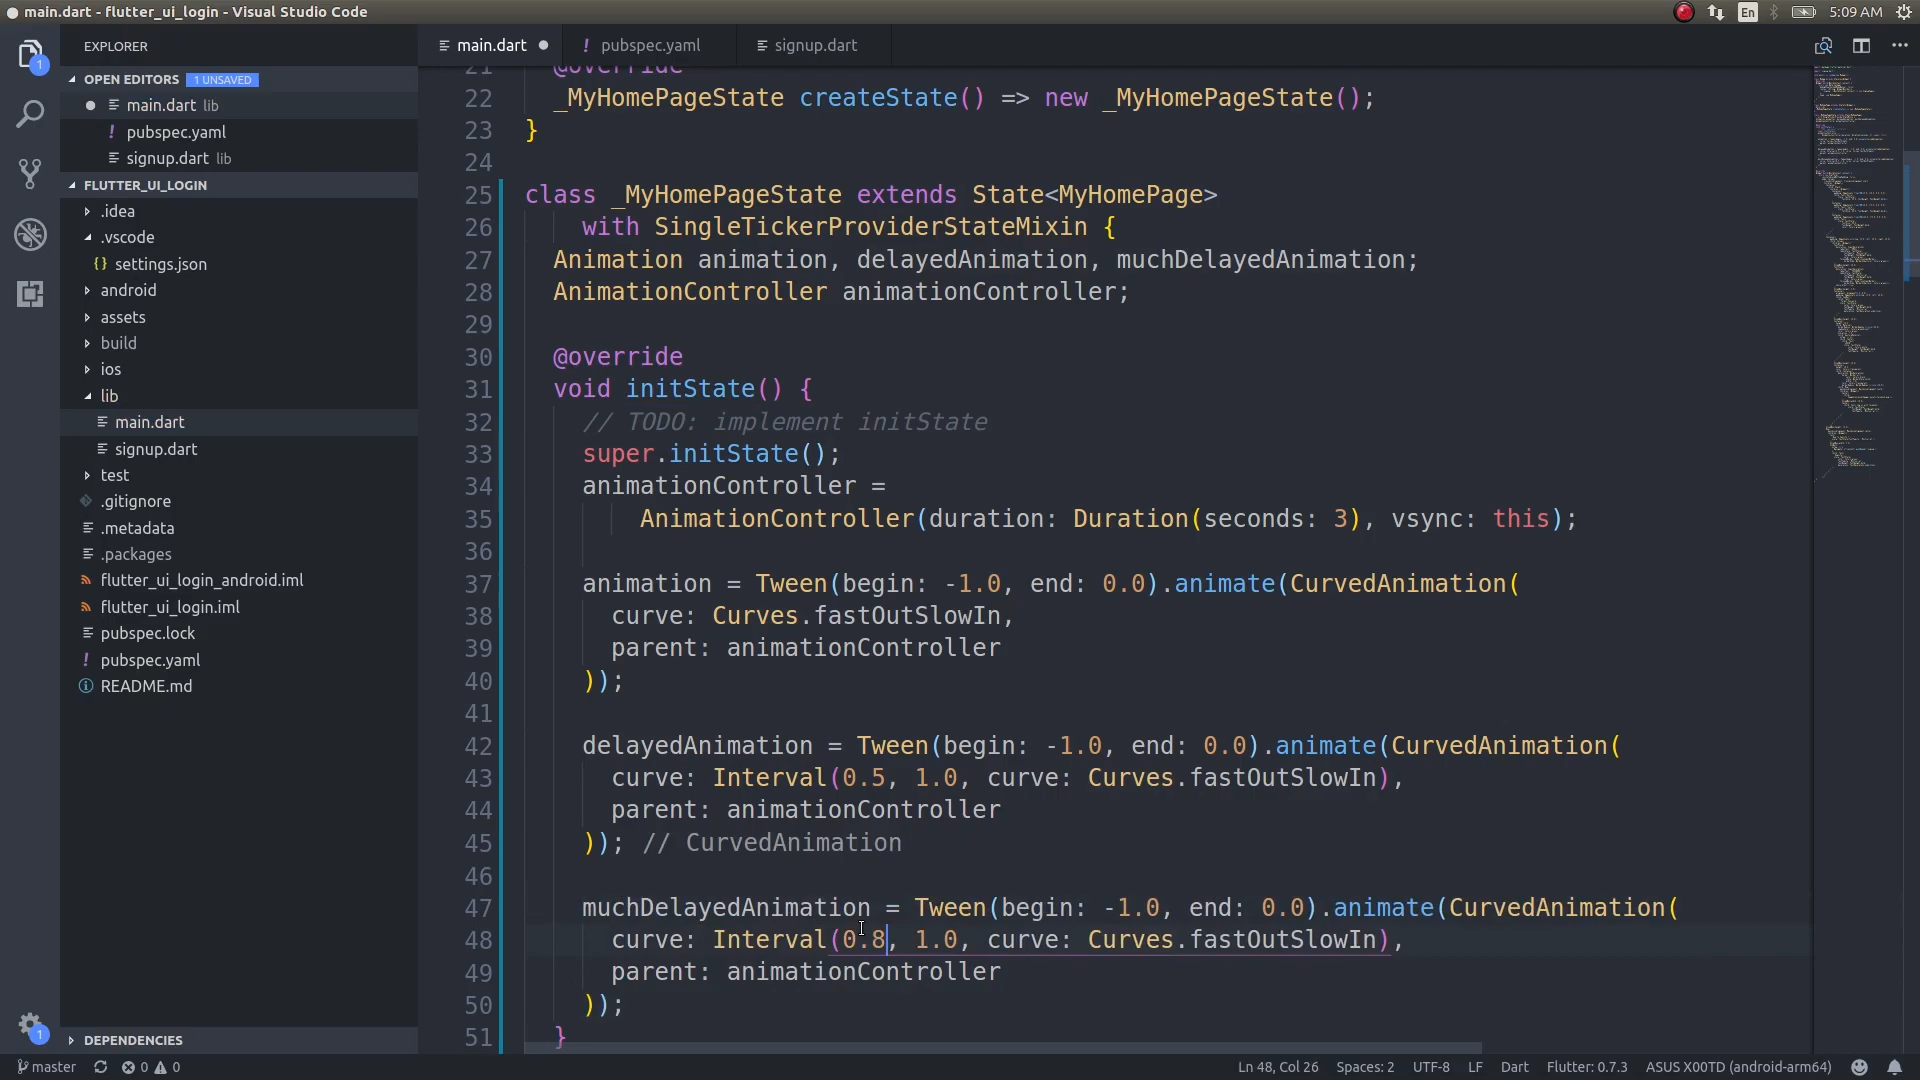 main.dart - flutter_ui_login - Visual Studio Code
En
5:09 AM
EXPLORER
OPEN EDITORS 1 UNSAVED
main.dart lib
! pubspec.yaml
signup.dart lib
FLUTTER_UI_LOGIN
.idea
.vscode
{} settings.json
android
assets
build
ios
lib
main.dart
signup.dart
test
.gitignore
.metadata
.packages
flutter_ui_login_android.iml
flutter_ui_login.iml
pubspec.lock
! pubspec.yaml
README.md
DEPENDENCIES
1
1
main.dart
! pubspec.yaml
signup.dart
21 @override
22 _MyHomePageState createState() => new _MyHomePageState();
23 }
24
25 class _MyHomePageState extends State<MyHomePage>
26 with SingleTickerProviderStateMixin {
27 Animation animation, delayedAnimation, muchDelayedAnimation;
28 AnimationController animationController;
29
30 @override
31 void initState() {
32 // TODO: implement initState
33 super.initState();
34 animationController =
35 AnimationController(duration: Duration(seconds: 3), vsync: this);
36
37 animation = Tween(begin: -1.0, end: 0.0).animate(CurvedAnimation(
38 curve: Curves.fastOutSlowIn,
39 parent: animationController
40 ));
41
42 delayedAnimation = Tween(begin: -1.0, end: 0.0).animate(CurvedAnimation(
43 curve: Interval(0.5, 1.0, curve: Curves.fastOutSlowIn),
44 parent: animationController
45 )); // CurvedAnimation
46
47 muchDelayedAnimation = Tween(begin: -1.0, end: 0.0).animate(CurvedAnimation(
48 curve: Interval(0.8, 1.0, curve: Curves.fastOutSlowIn),
49 parent: animationController
50 ));
51 }
master 0 0 Ln 48, Col 26 Spaces: 2 UTF-8 LF Dart Flutter: 0.7.3 ASUS X00TD (android-arm64)